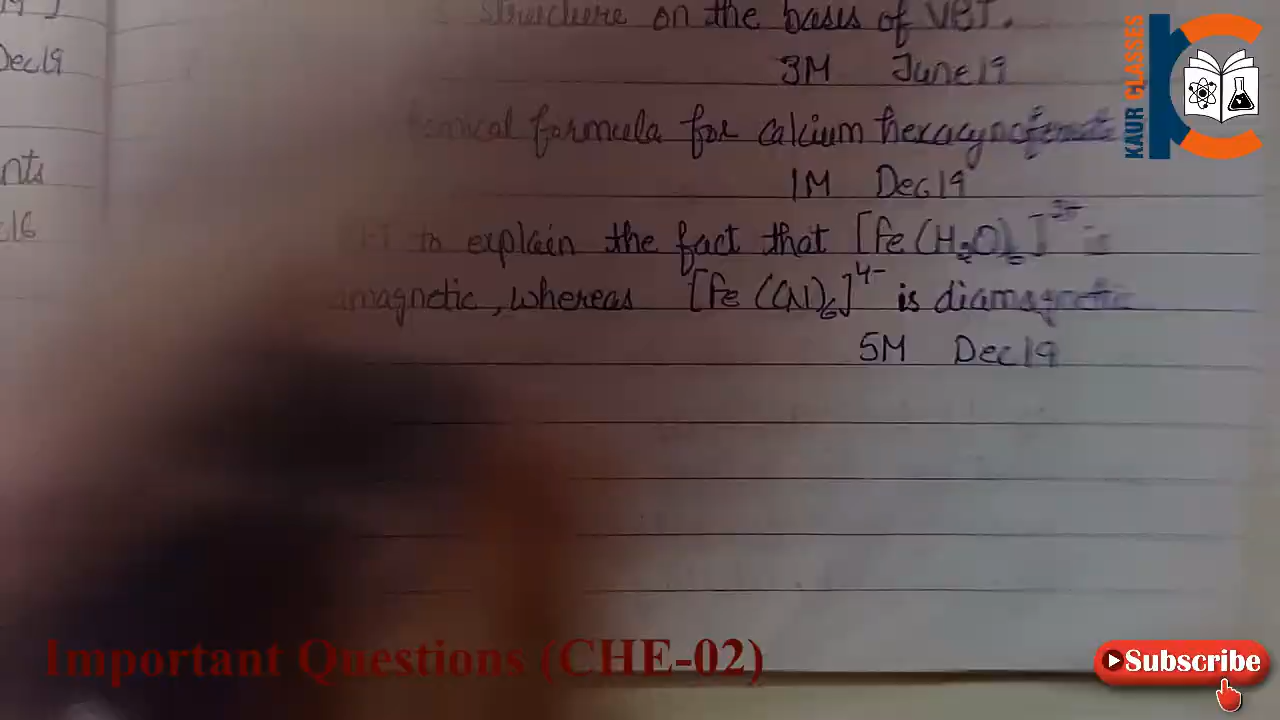 Dec19
nts
structure on the basis of VBT.
3M June19
formula for calcium
1M Dec19
to explain the fact that [Fe(H2O)6] is
amagnetic, whereas [Fe(CN)6]4- is diamagnetic
5M Dec19
KAUR CLASSES
Important Questions (CHE-02)
Subscribe